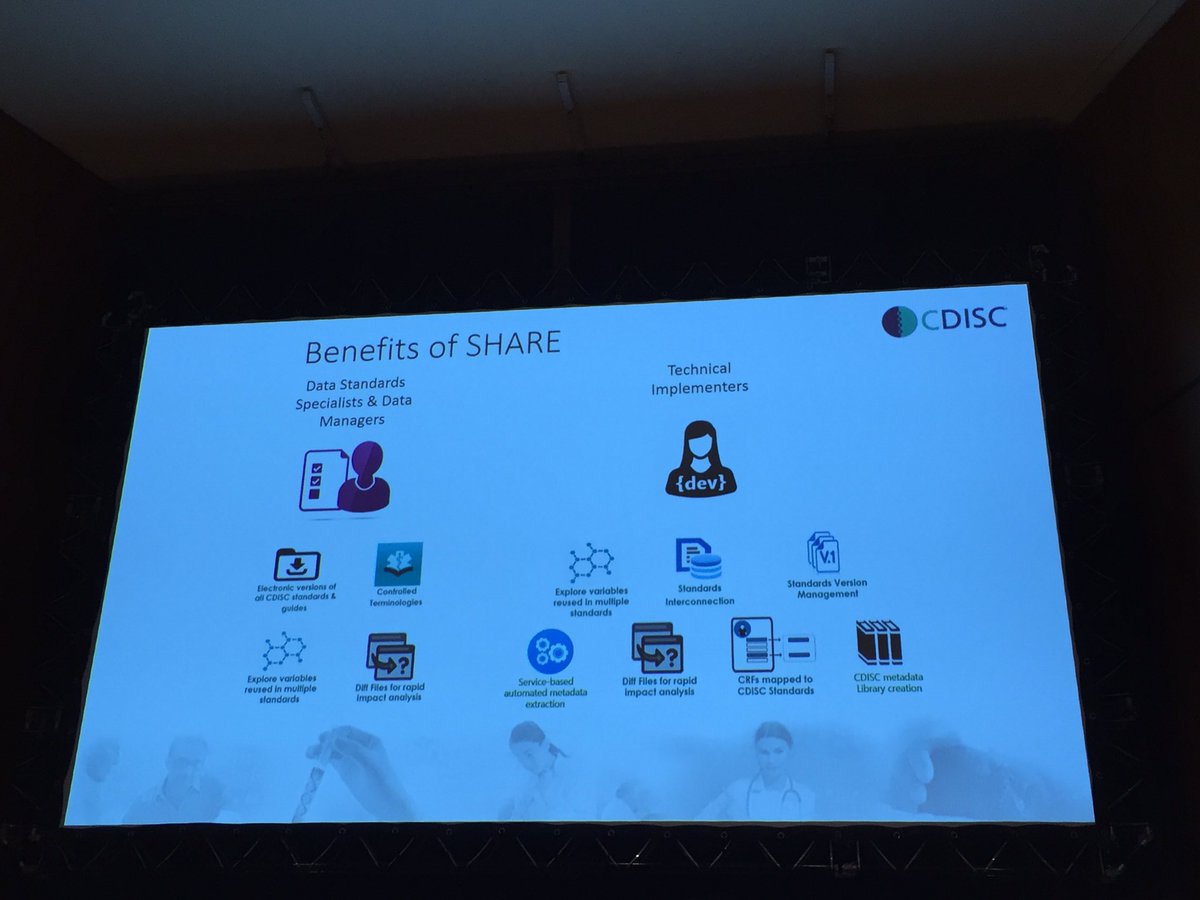 CDISC
Benefits of SHARE
Data Standards
Specialists & Data
Managers
Technical
Implementers
{dev}
Electronic versions of
all CDISC standards &
guides
Controlled
Terminologies
Explore variables
reused in multiple
standards
Diff Files for rapid
impact analysis
Explore variables
reused in multiple
standards
Standards
Interconnection
V.1
Standards Version
Management
Service-based
automated metadata
extraction
Diff Files for rapid
impact analysis
CRFs mapped to
CDISC Standards
CDISC metadata
Library creation